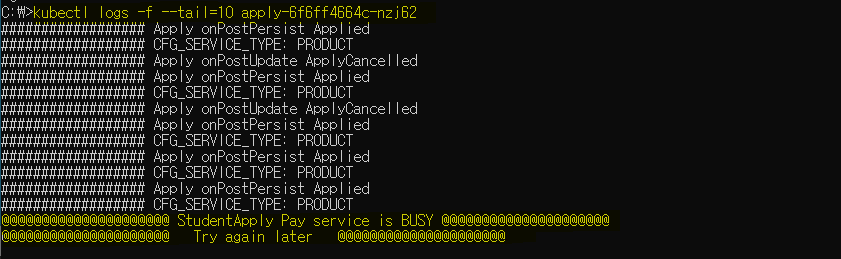 C:\>kubectl logs -f --tail=10 apply-6f6ff4664c-nzj62
################## Apply onPostPersist Applied
################## CFG_SERVICE_TYPE: PRODUCT
################## Apply onPostUpdate ApplyCancelled
################## Apply onPostPersist Applied
################## CFG_SERVICE_TYPE: PRODUCT
################## Apply onPostUpdate ApplyCancelled
################## Apply onPostPersist Applied
################## CFG_SERVICE_TYPE: PRODUCT
################## Apply onPostPersist Applied
################## CFG_SERVICE_TYPE: PRODUCT
################## Apply onPostPersist Applied
################## CFG_SERVICE_TYPE: PRODUCT
@@@@@@@@@@@@@@@@@@@@@ StudentApply Pay service is BUSY @@@@@@@@@@@@@@@@@@@@@
@@@@@@@@@@@@@@@@@@@@@   Try again later   @@@@@@@@@@@@@@@@@@@@@